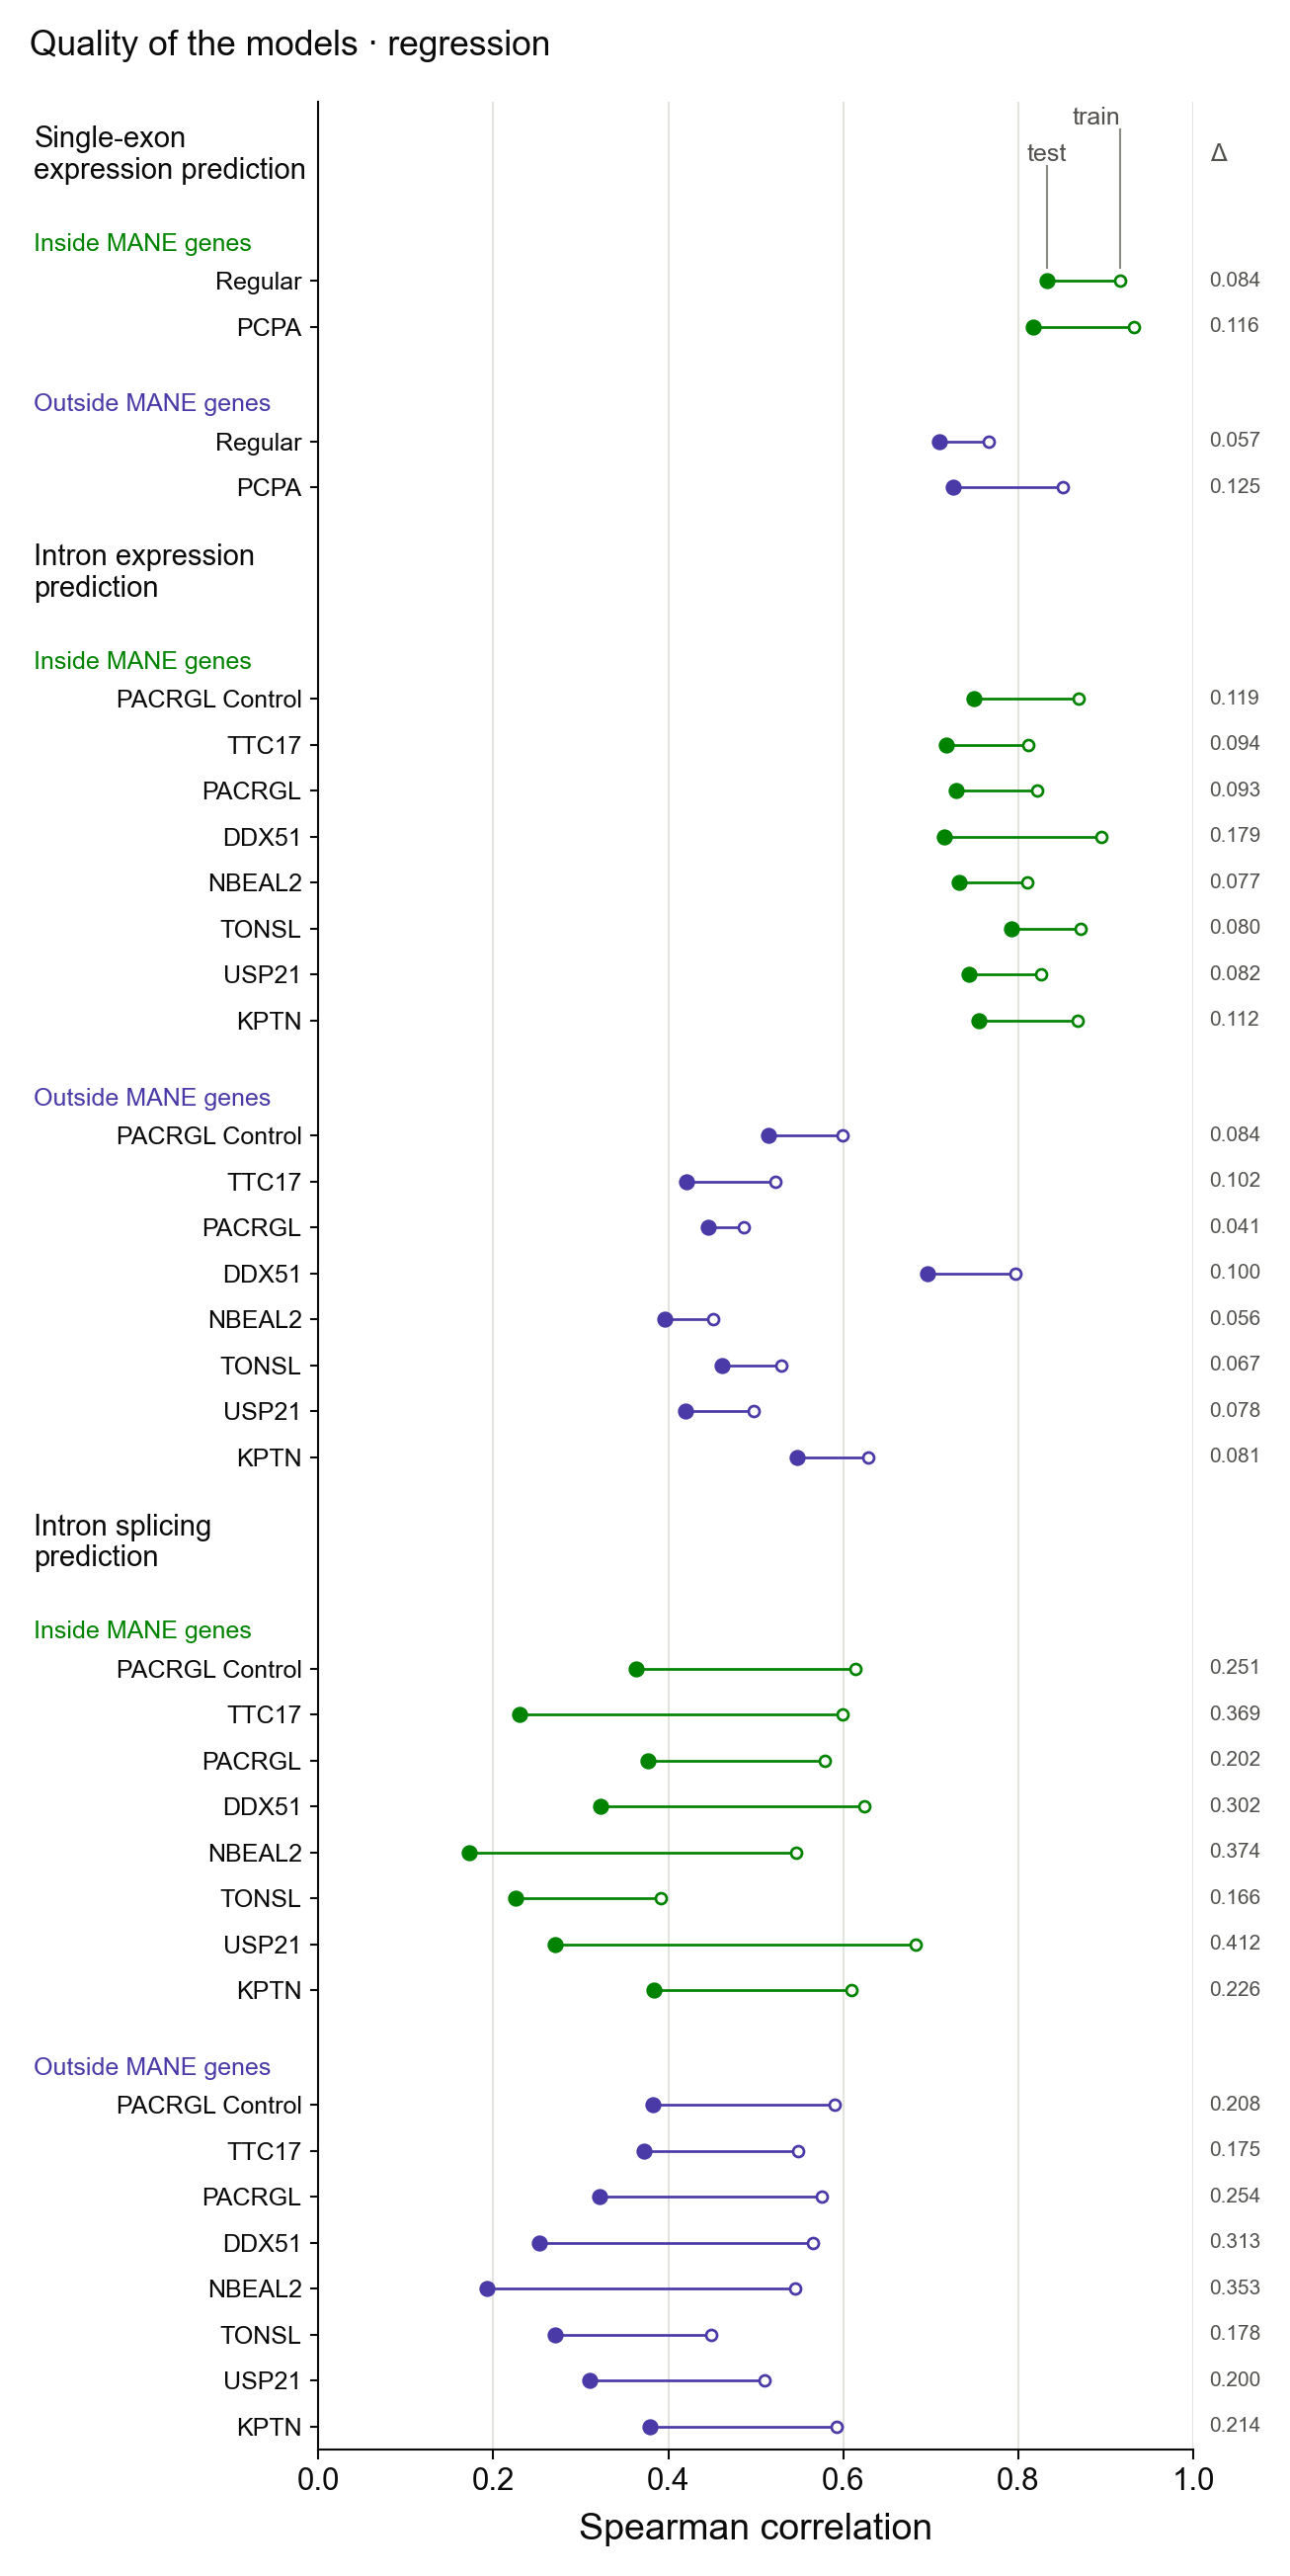 Quality of the models · regression
Single-exon
expression prediction
train
test
Δ
Inside MANE genes
Regular 0.084
PCPA 0.116
Outside MANE genes
Regular 0.057
PCPA 0.125
Intron expression
prediction
Inside MANE genes
PACRGL Control 0.119
TTC17 0.094
PACRGL 0.093
DDX51 0.179
NBEAL2 0.077
TONSL 0.080
USP21 0.082
KPTN 0.112
Outside MANE genes
PACRGL Control 0.084
TTC17 0.102
PACRGL 0.041
DDX51 0.100
NBEAL2 0.056
TONSL 0.067
USP21 0.078
KPTN 0.081
Intron splicing
prediction
Inside MANE genes
PACRGL Control 0.251
TTC17 0.369
PACRGL 0.202
DDX51 0.302
NBEAL2 0.374
TONSL 0.166
USP21 0.412
KPTN 0.226
Outside MANE genes
PACRGL Control 0.208
TTC17 0.175
PACRGL 0.254
DDX51 0.313
NBEAL2 0.353
TONSL 0.178
USP21 0.200
KPTN 0.214
0.0 0.2 0.4 0.6 0.8 1.0
Spearman correlation